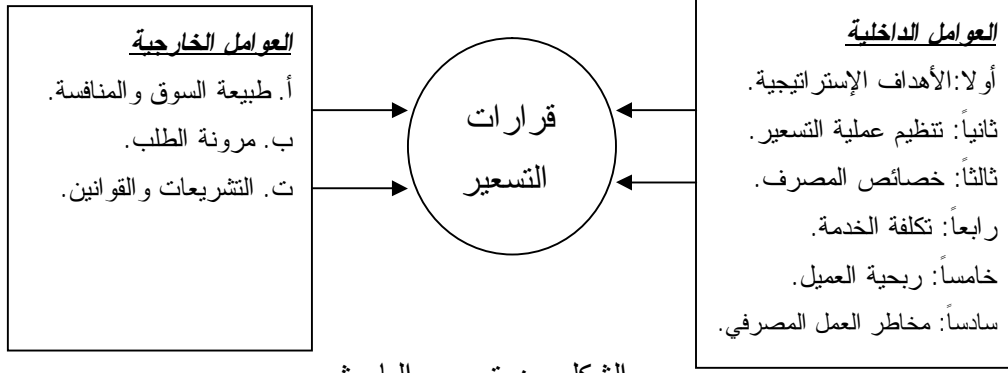 العوامل الداخلية
أولا:الأهداف الإستراتيجية.
ثانياً: تنظيم عملية التسعير.
ثالثاً: خصائص المصرف.
رابعاً: تكلفة الخدمة.
خامساً: ربحية العميل.
سادساً: مخاطر العمل المصرفي.
قرارات
التسعير
العوامل الخارجية
أ. طبيعة السوق والمنافسة.
ب. مرونة الطلب.
ت. التشريعات والقوانين.